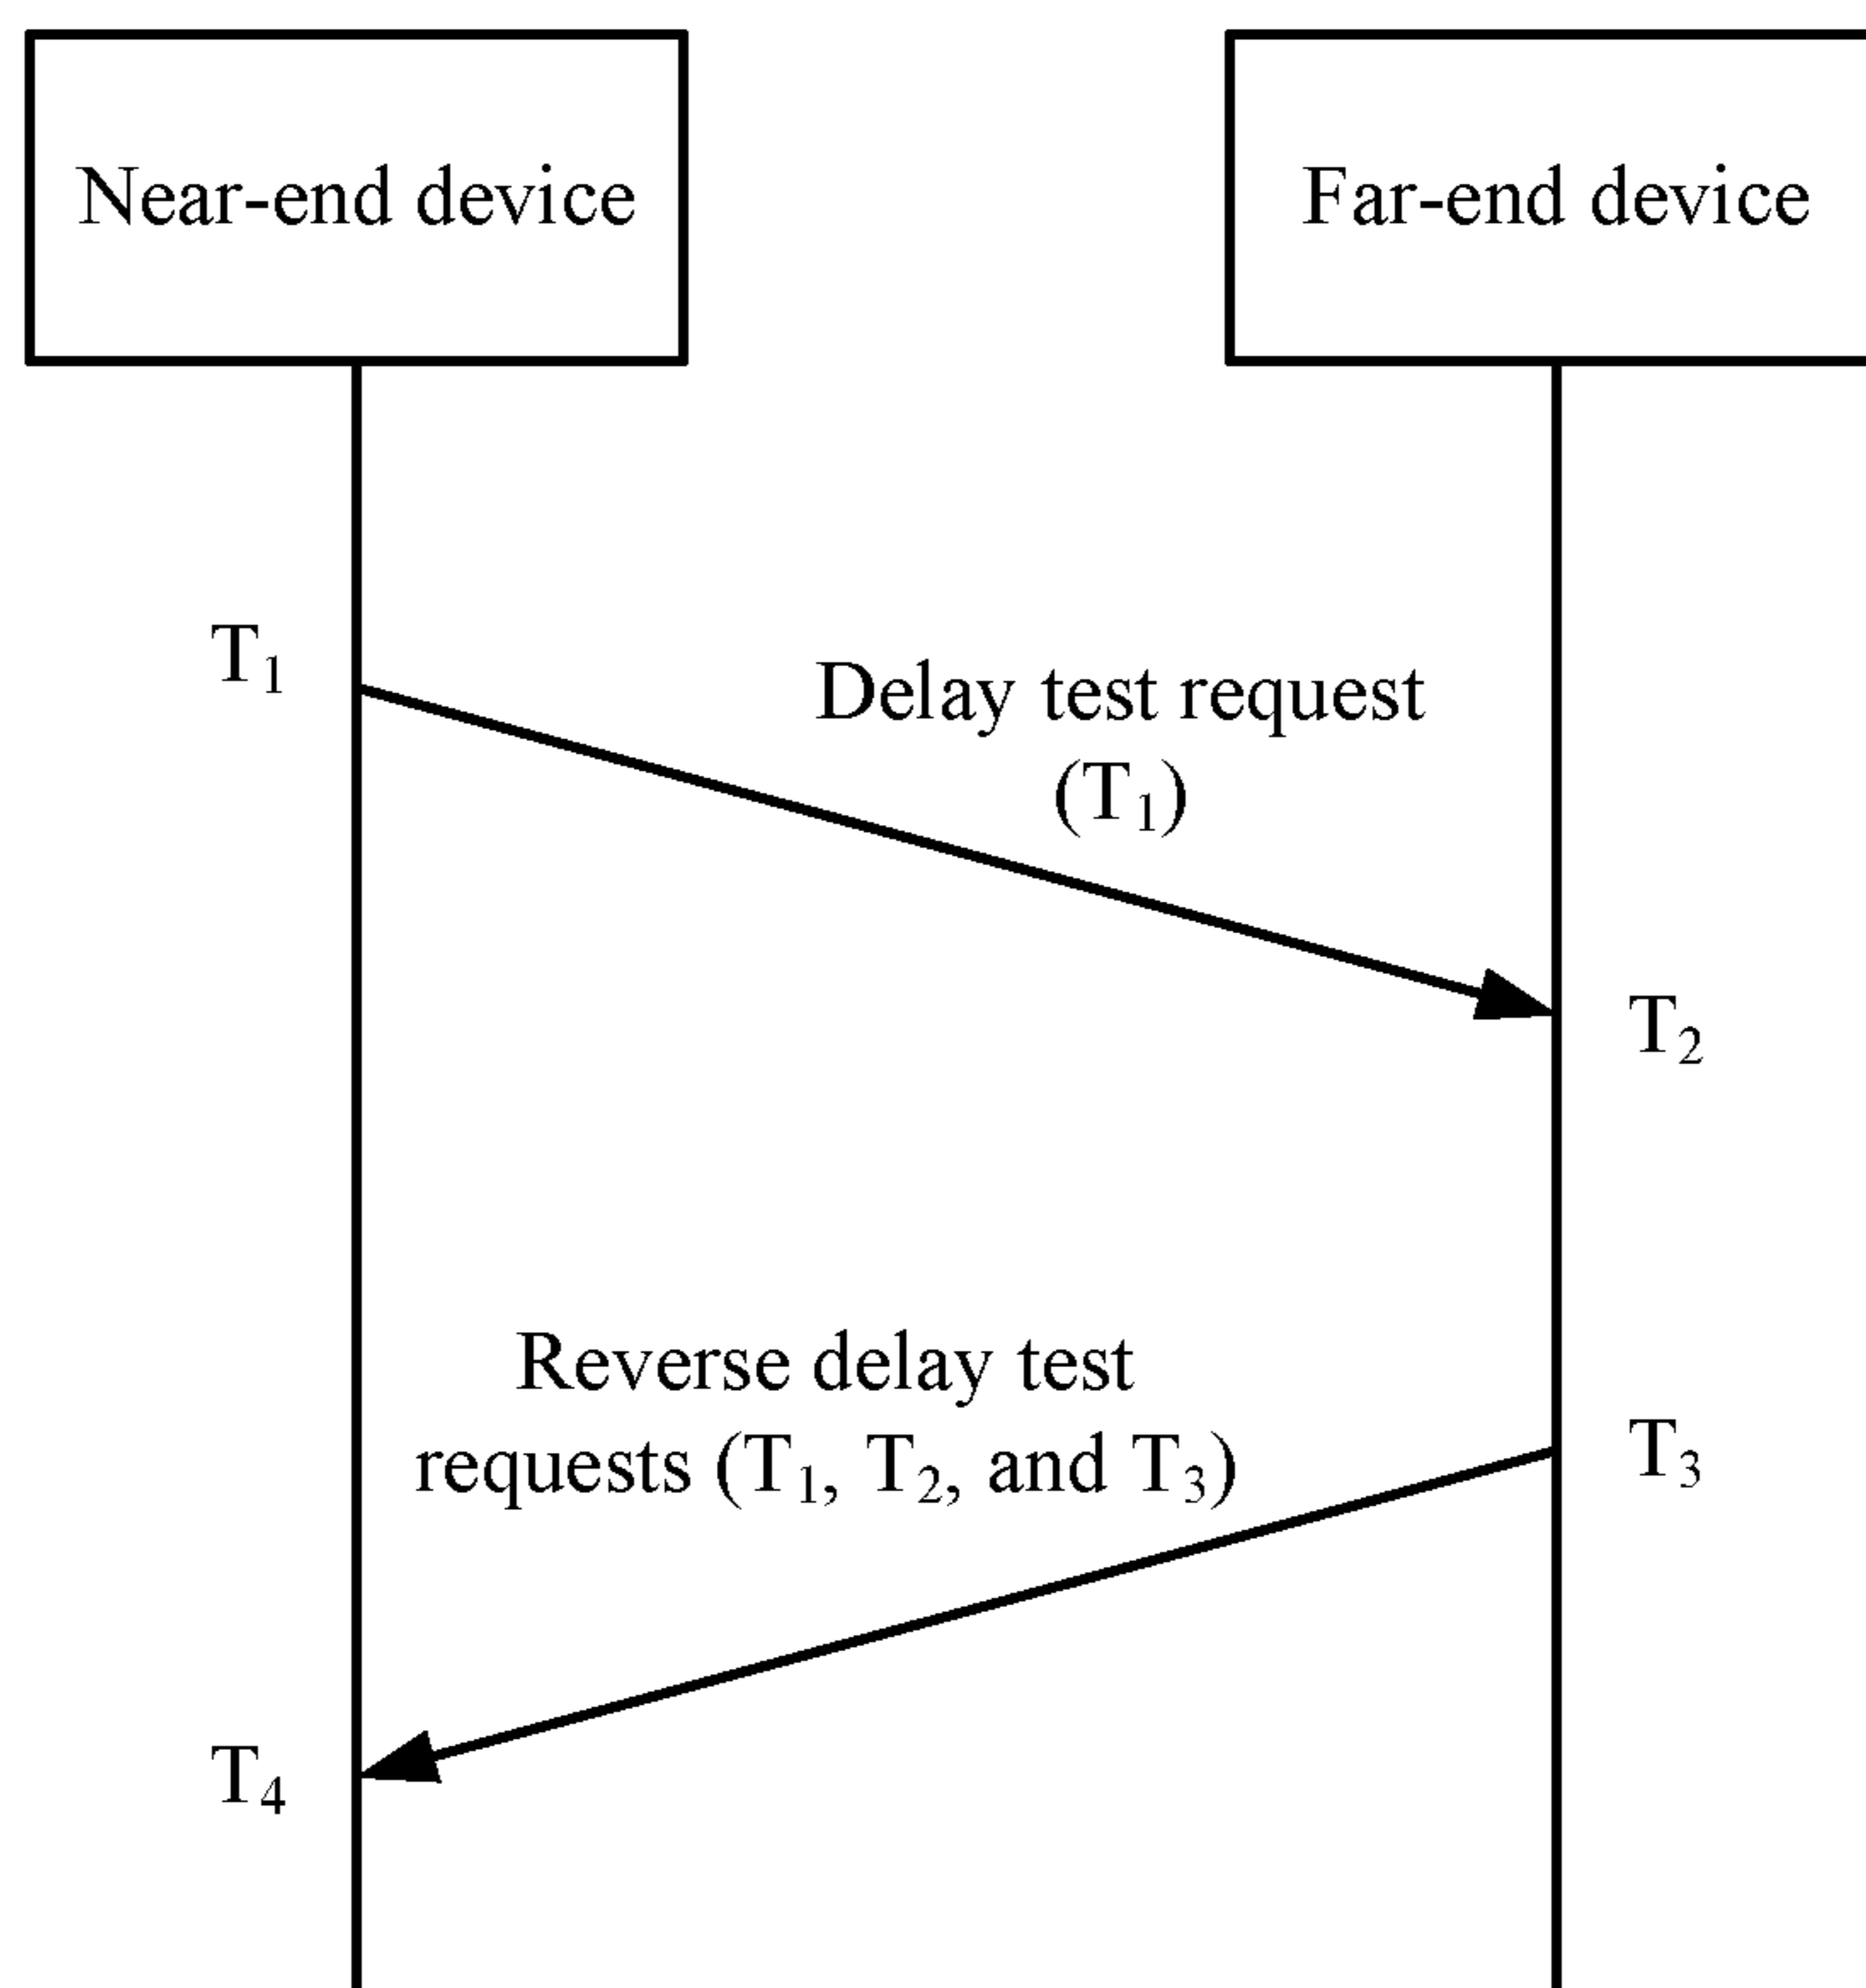 Near-end device
Far-end device
T₁
Delay test request
(T₁)
T₂
Reverse delay test
requests (T₁, T₂, and T₃)
T₃
T₄